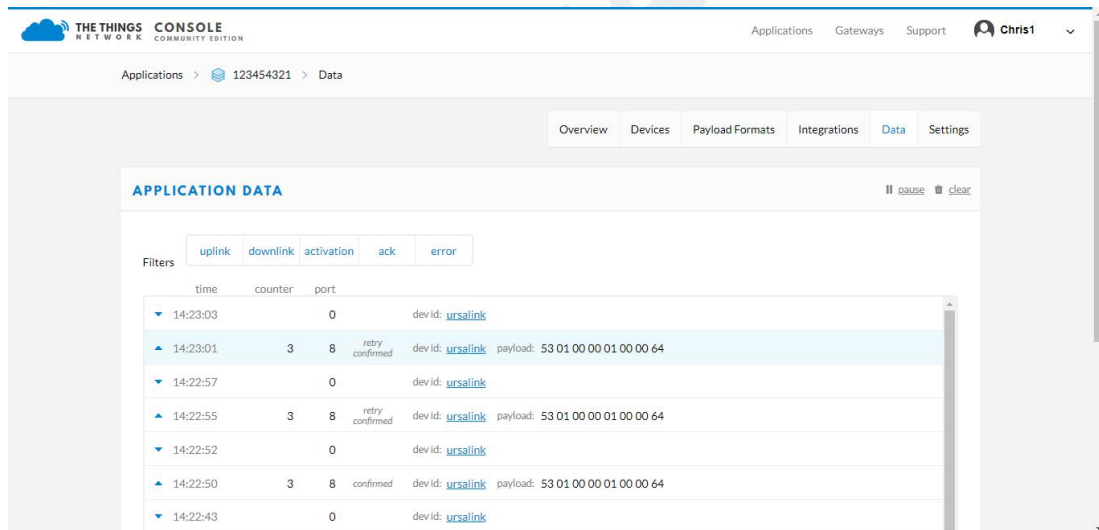 THE THINGS CONSOLE
NETWORK COMMUNITY EDITION
Applications Gateways Support Chris1
Applications > 123454321 > Data
Overview Devices Payload Formats Integrations Data Settings
APPLICATION DATA
pause clear
Filters uplink downlink activation ack error
time counter port
14:23:03 0 dev id: ursalink
14:23:01 3 8 retry confirmed dev id: ursalink payload: 53 01 00 00 01 00 00 64
14:22:57 0 dev id: ursalink
14:22:55 3 8 retry confirmed dev id: ursalink payload: 53 01 00 00 01 00 00 64
14:22:52 0 dev id: ursalink
14:22:50 3 8 confirmed dev id: ursalink payload: 53 01 00 00 01 00 00 64
14:22:43 0 dev id: ursalink